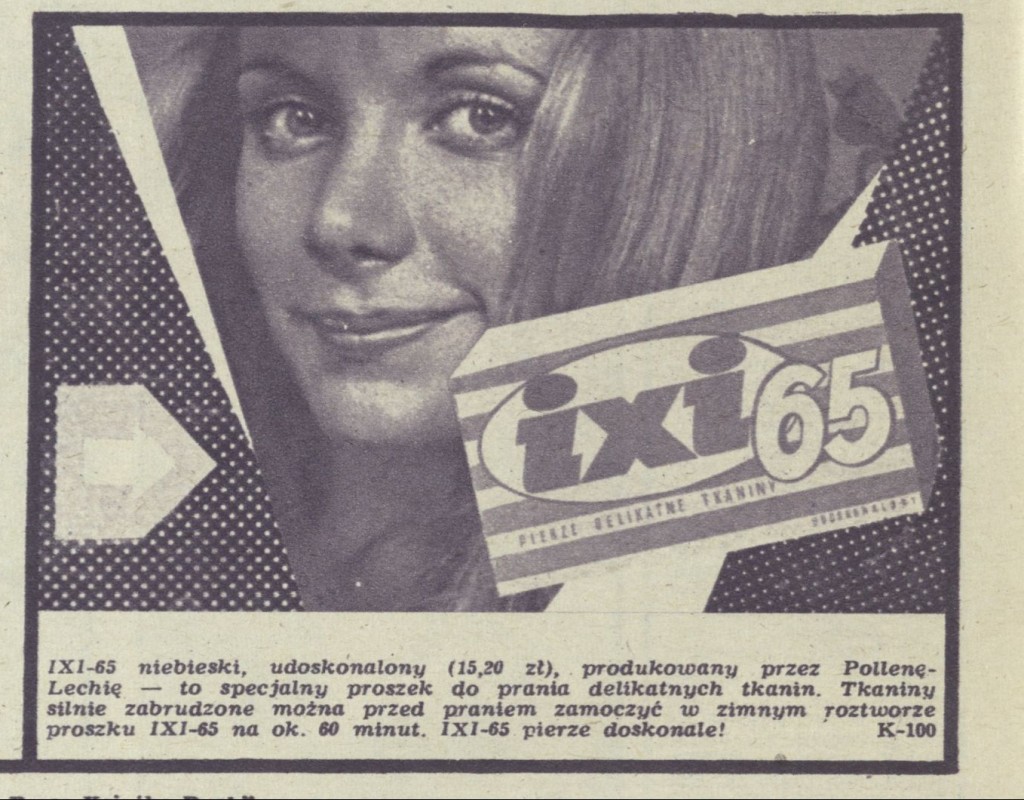 ixi 65
PIERZE DELIKATNE TKANINY
UDOSKONALONY
IXI-65 niebieski, udoskonalony (15,20 zł), produkowany przez Pollenę-
Lechię — to specjalny proszek do prania delikatnych tkanin. Tkaniny
silnie zabrudzone można przed praniem zamoczyć w zimnym roztworze
proszku IXI-65 na ok. 60 minut. IXI-65 pierze doskonale! K-100